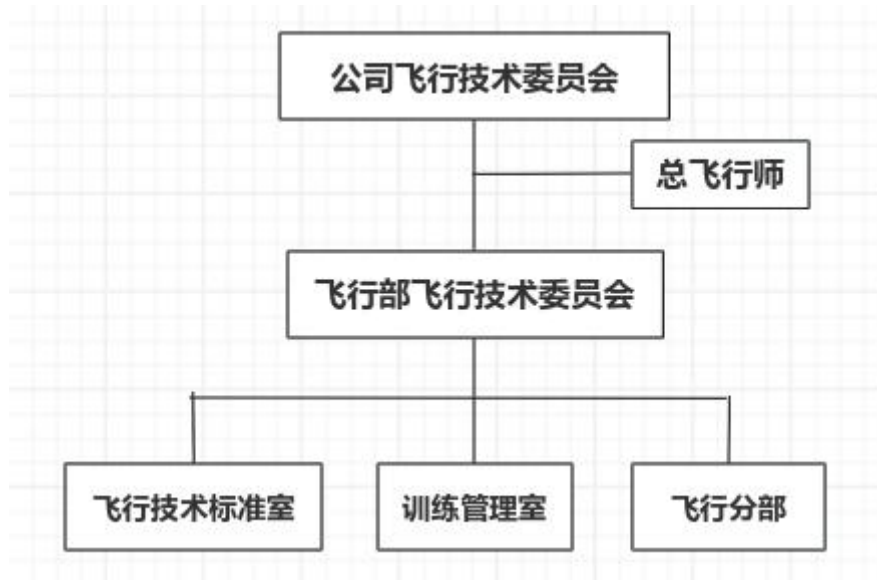 公司飞行技术委员会
总飞行师
飞行部飞行技术委员会
飞行技术标准室
训练管理室
飞行分部